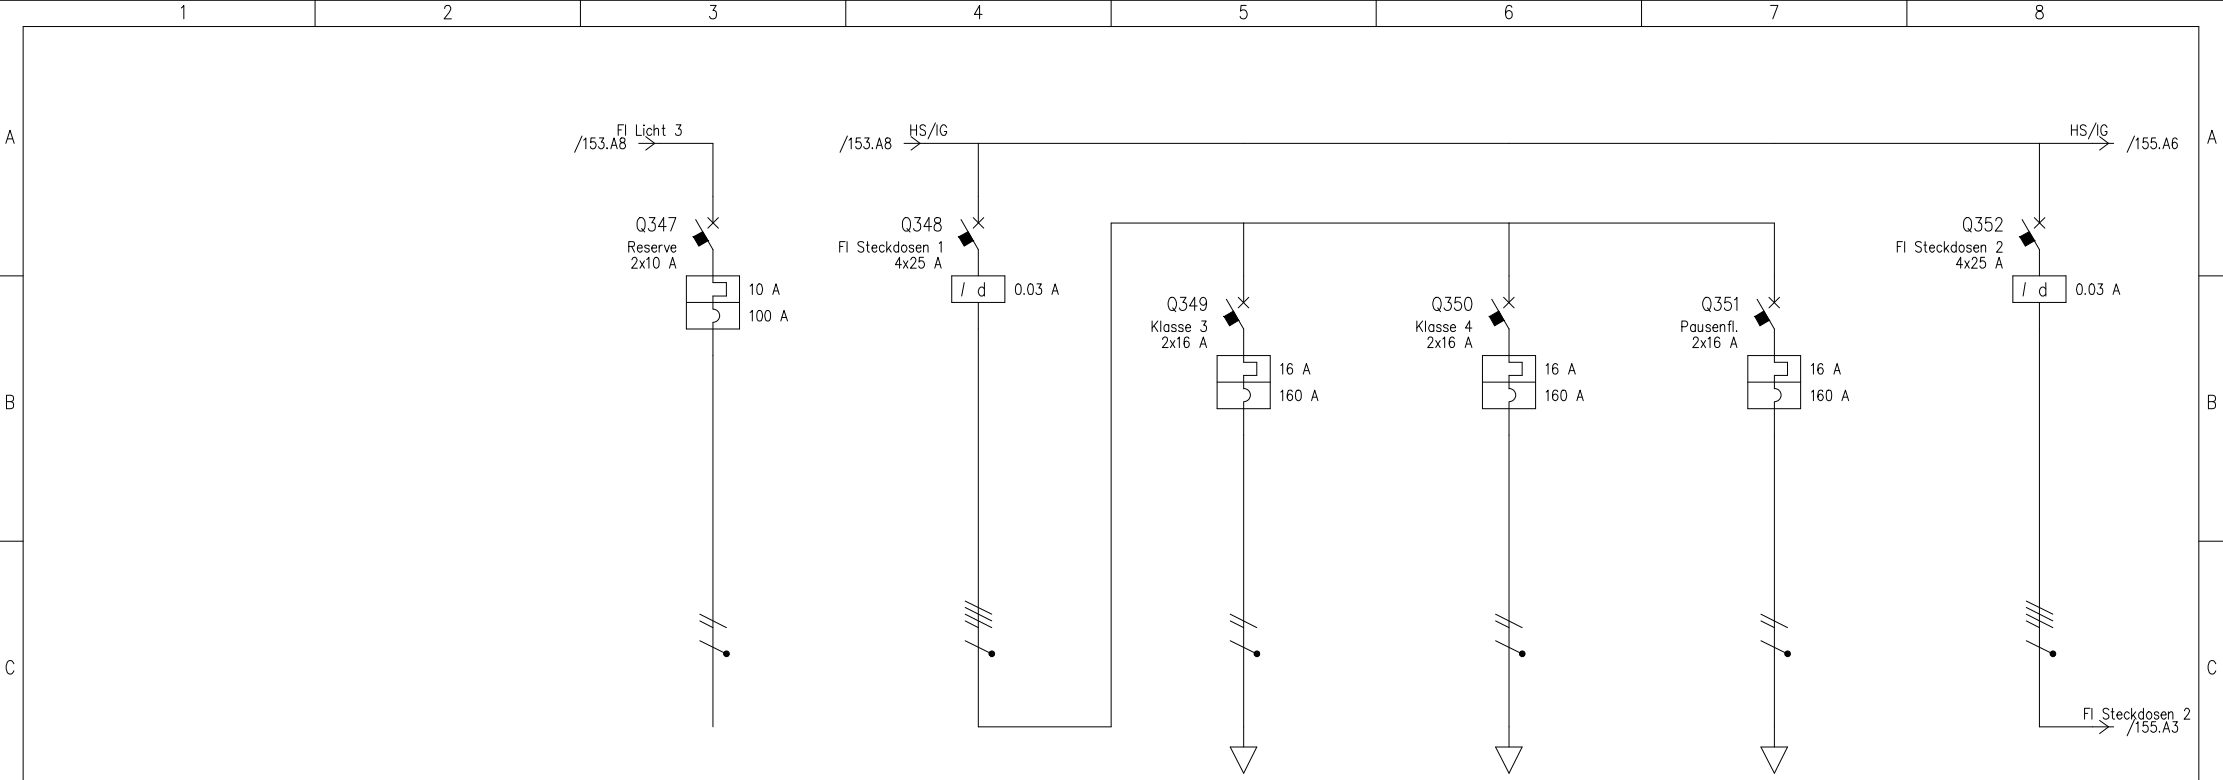 1 2 3 4 5 6 7 8
A A
FI Licht 3
/153.A8
HS/IG
/153.A8
HS/IG
/155.A6
Q347
Reserve
2x10 A
10 A
100 A
Q348
FI Steckdosen 1
4x25 A
I d
0.03 A
Q349
Klasse 3
2x16 A
16 A
160 A
Q350
Klasse 4
2x16 A
16 A
160 A
Q351
Pausenfl.
2x16 A
16 A
160 A
Q352
FI Steckdosen 2
4x25 A
I d
0.03 A
B B
C C
FI Steckdosen 2
/155.A3